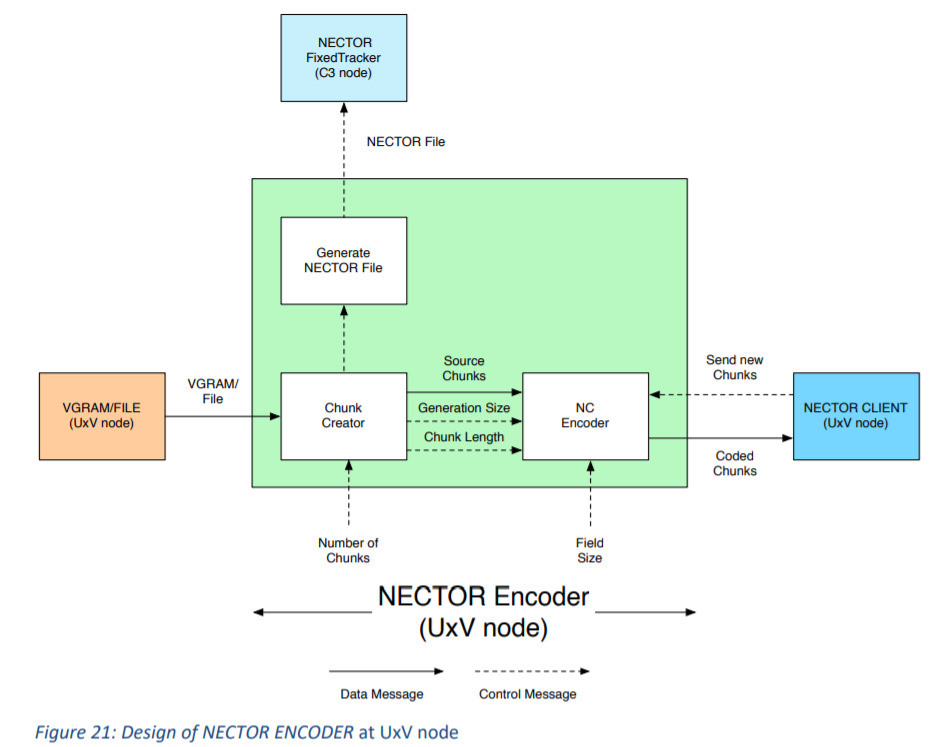 NECTOR
FixedTracker
(C3 node)
NECTOR File
Generate
NECTOR File
VGRAM/FILE
(UxV node)
VGRAM/
File
Chunk
Creator
Source
Chunks
Generation Size
Chunk Length
NC
Encoder
Send new
Chunks
NECTOR CLIENT
(UxV node)
Coded
Chunks
Number of
Chunks
Field
Size
NECTOR Encoder
(UxV node)
Data Message
Control Message
Figure 21: Design of NECTOR ENCODER at UxV node